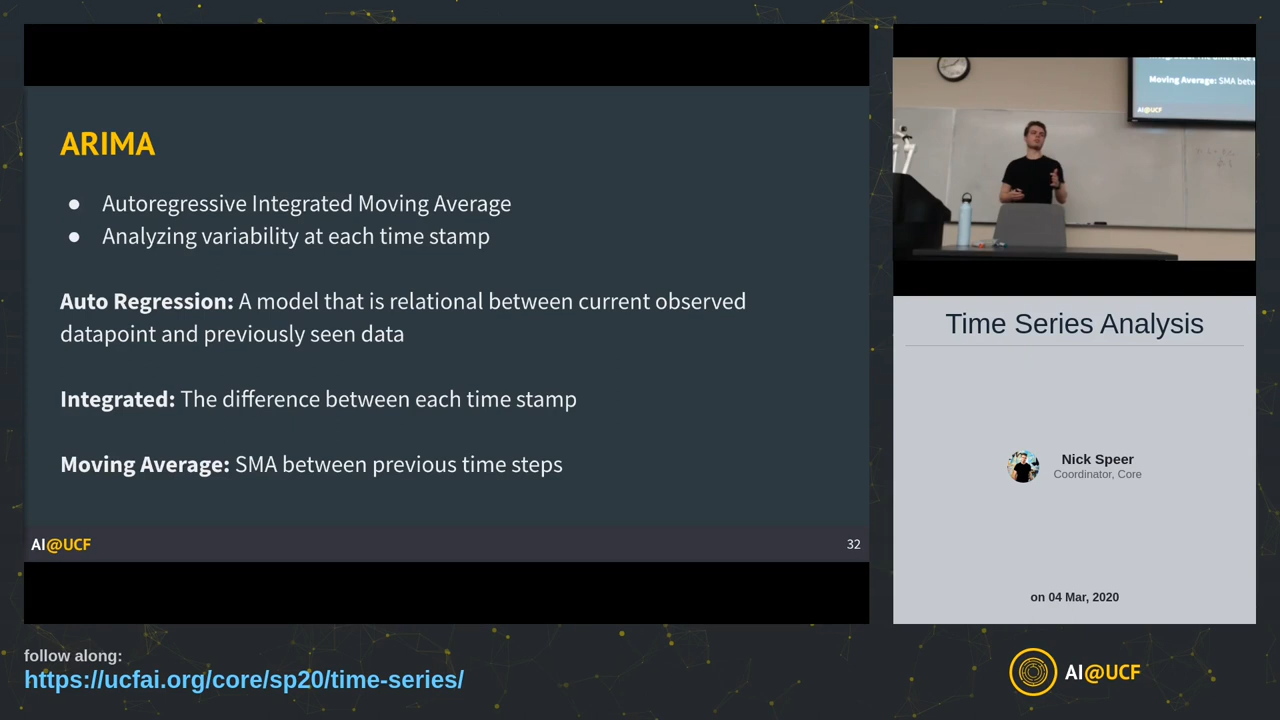 ARIMA
● Autoregressive Integrated Moving Average
● Analyzing variability at each time stamp
Auto Regression: A model that is relational between current observed
datapoint and previously seen data
Integrated: The difference between each time stamp
Moving Average: SMA between previous time steps
AI@UCF
32
Moving Average: SMA betw
AI@UCF
Time Series Analysis
Nick Speer
Coordinator, Core
on 04 Mar, 2020
follow along:
https://ucfai.org/core/sp20/time-series/
AI@UCF